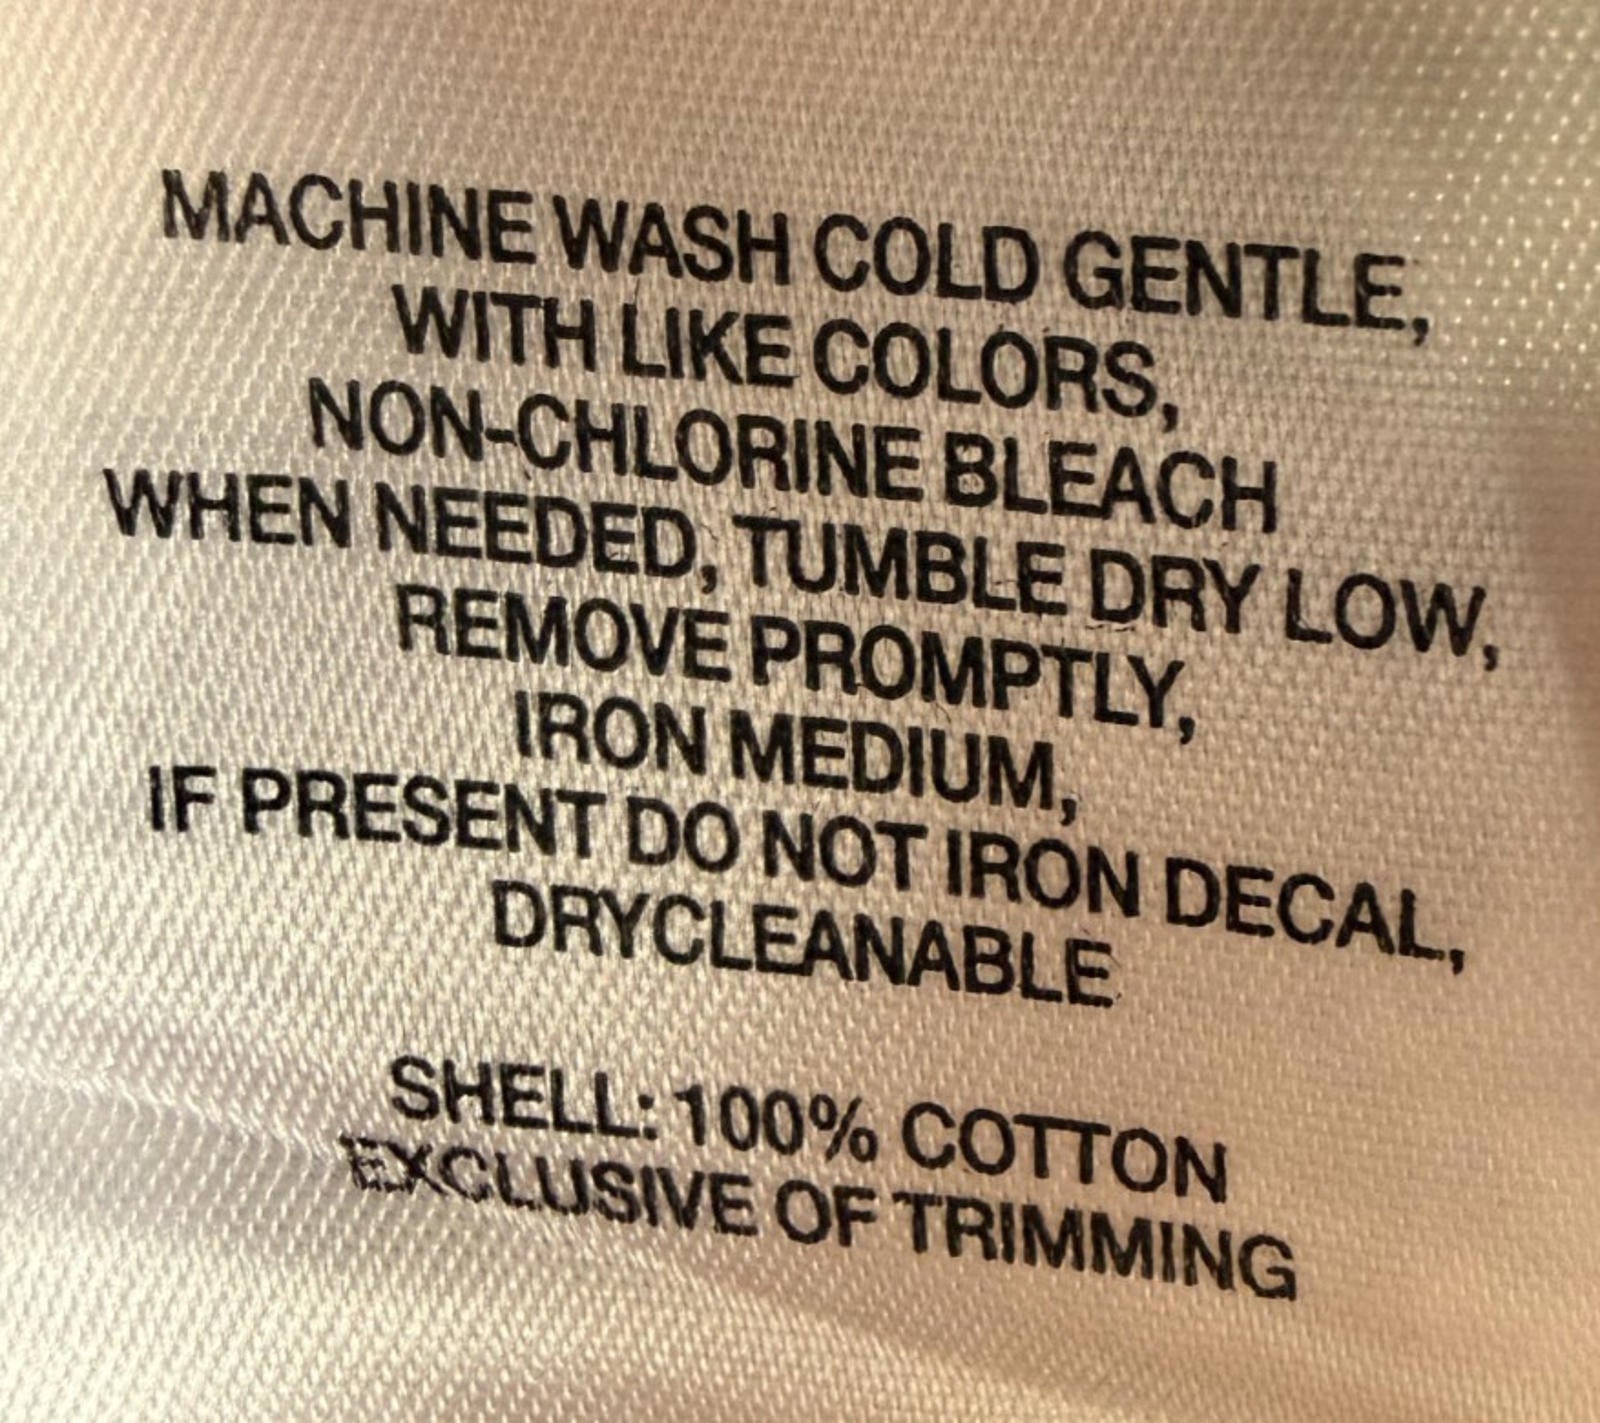 MACHINE WASH COLD GENTLE,
WITH LIKE COLORS,
NON-CHLORINE BLEACH
WHEN NEEDED, TUMBLE DRY LOW,
REMOVE PROMPTLY,
IRON MEDIUM,
IF PRESENT DO NOT IRON DECAL,
DRYCLEANABLE
SHELL: 100% COTTON
EXCLUSIVE OF TRIMMING